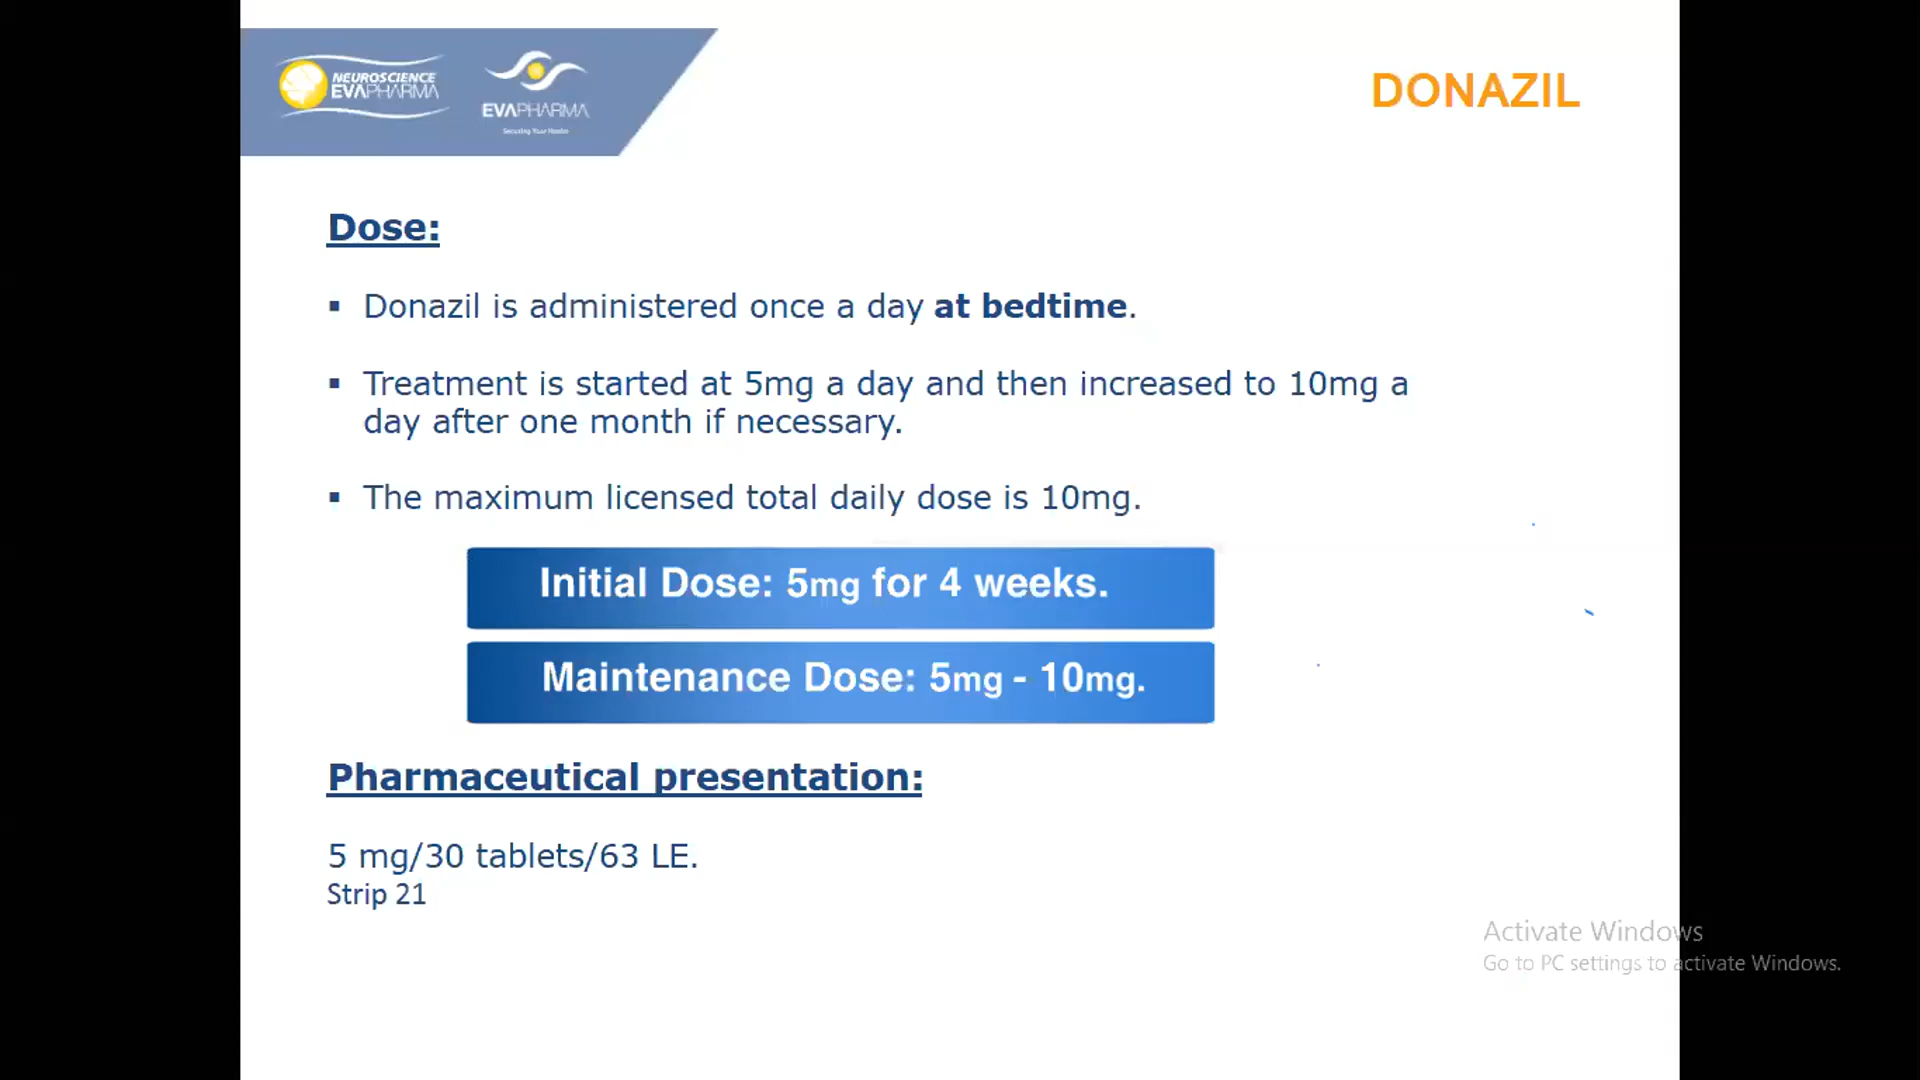 NEUROSCIENCE
EVAPHARMA
EVAPHARMA
Securing Your Health
DONAZIL
Dose:
▪ Donazil is administered once a day at bedtime.
▪ Treatment is started at 5mg a day and then increased to 10mg a
day after one month if necessary.
▪ The maximum licensed total daily dose is 10mg.
Initial Dose: 5mg for 4 weeks.
Maintenance Dose: 5mg - 10mg.
Pharmaceutical presentation:
5 mg/30 tablets/63 LE.
Strip 21
Activate Windows
Go to PC settings to activate Windows.